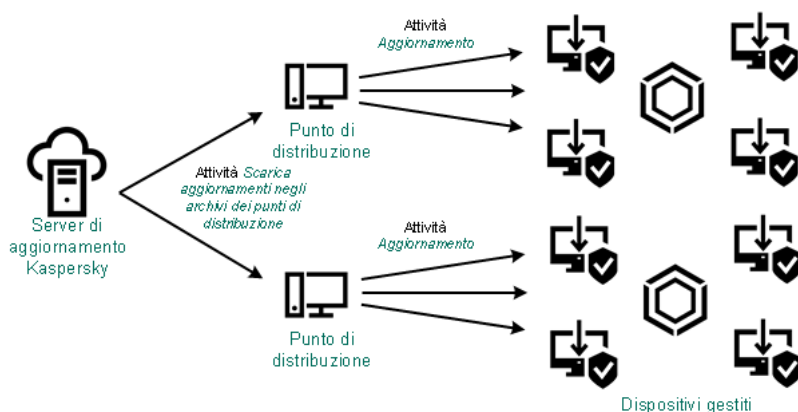 Attività
Aggiornamento
Punto di
distribuzione
Attività Scarica
aggiornamenti negli
archivi dei punti di
distribuzione
Server di
aggiornamento
Kaspersky
Attività
Aggiornamento
Punto di
distribuzione
Dispositivi gestiti